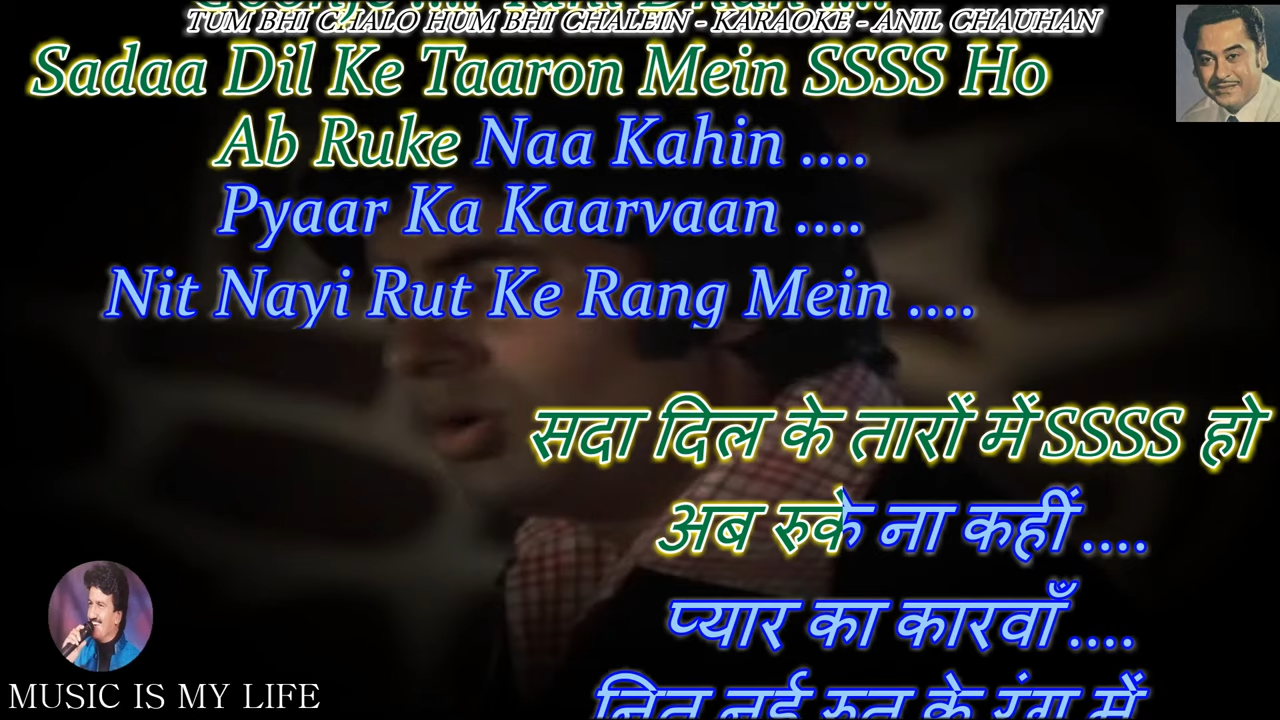 TUM BHI CHALO HUM BHI CHALEIN - KARAOKE - ANIL CHAUHAN
Sadaa Dil Ke Taaron Mein SSSS Ho
Ab Ruke Naa Kahin ....
Pyaar Ka Kaarvaan ....
Nit Nayi Rut Ke Rang Mein ....
सदा दिल के तारों में SSSS हो
अब रुके ना कहीं ....
प्यार का कारवाँ ....
नित नई रुत के रंग में
MUSIC IS MY LIFE